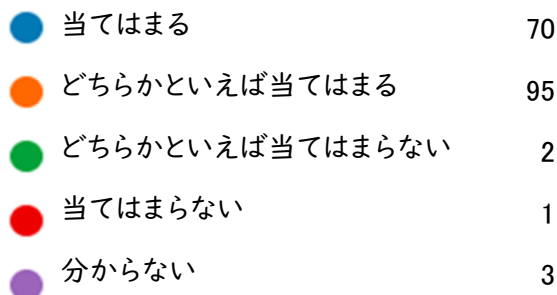 当てはまる 70
どちらかといえば当てはまる 95
どちらかといえば当てはまらない 2
当てはまらない 1
分からない 3